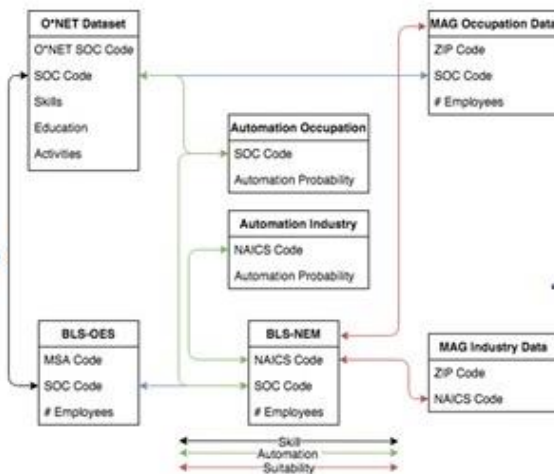 O*NET Dataset
O*NET SOC Code
SOC Code
Skills
Education
Activities
MAG Occupation Data
ZIP Code
SOC Code
# Employees
Automation Occupation
SOC Code
Automation Probability
Automation Industry
NAICS Code
Automation Probability
BLS-OES
MSA Code
SOC Code
# Employees
BLS-NEM
NAICS Code
SOC Code
# Employees
MAG Industry Data
ZIP Code
NAICS Code
Skill
Automation
Suitability